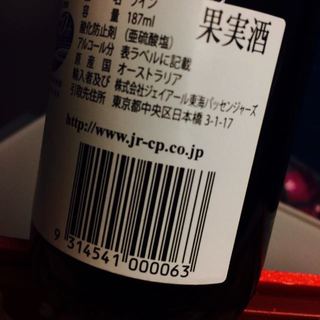 ワイン
果実酒
容量 187ml
酸化防止剤 (亜硫酸塩)
アルコール分 表ラベルに記載
原産国 オーストラリア
輸入者及び 株式会社ジェイアール東海パッセンジャーズ
引取先住所 東京都中央区日本橋 3-1-17
http://www.jr-cp.co.jp
9 314541 000063